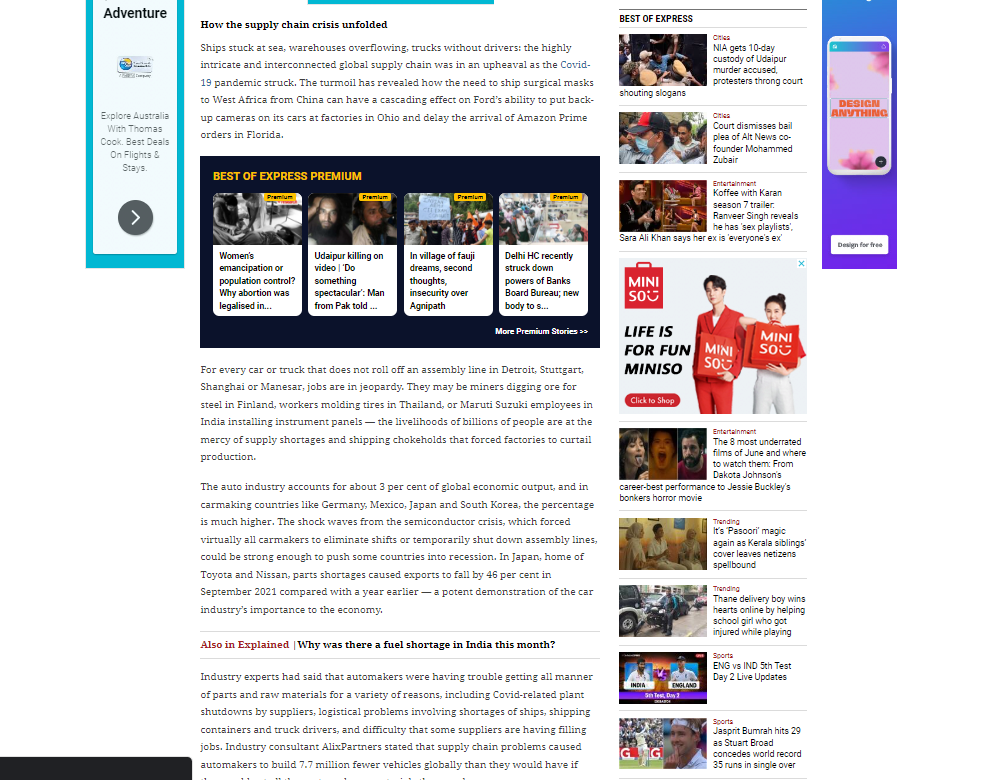 Adventure
Explore Australia
With Thomas
Cook. Best Deals
On Flights &
Stays.
How the supply chain crisis unfolded
Ships stuck at sea, warehouses overflowing, trucks without drivers: the highly
intricate and interconnected global supply chain was in an upheaval as the Covid-
19 pandemic struck. The turmoil has revealed how the need to ship surgical masks
to West Africa from China can have a cascading effect on Ford's ability to put back-
up cameras on its cars at factories in Ohio and delay the arrival of Amazon Prime
orders in Florida.
BEST OF EXPRESS PREMIUM
Premium
Women's
emancipation or
population control?
Why abortion was
legalised in...
Premium
Udaipur killing on
video | 'Do
something
spectacular': Man
from Pak told ...
Premium
In village of fauji
dreams, second
thoughts,
insecurity over
Agnipath
Premium
Delhi HC recently
struck down
powers of Banks
Board Bureau; new
body to s...
More Premium Stories >>
For every car or truck that does not roll off an assembly line in Detroit, Stuttgart,
Shanghai or Manesar, jobs are in jeopardy. They may be miners digging ore for
steel in Finland, workers molding tires in Thailand, or Maruti Suzuki employees in
India installing instrument panels — the livelihoods of billions of people are at the
mercy of supply shortages and shipping chokeholds that forced factories to curtail
production.
The auto industry accounts for about 3 per cent of global economic output, and in
carmaking countries like Germany, Mexico, Japan and South Korea, the percentage
is much higher. The shock waves from the semiconductor crisis, which forced
virtually all carmakers to eliminate shifts or temporarily shut down assembly lines,
could be strong enough to push some countries into recession. In Japan, home of
Toyota and Nissan, parts shortages caused exports to fall by 46 per cent in
September 2021 compared with a year earlier — a potent demonstration of the car
industry's importance to the economy.
Also in Explained |Why was there a fuel shortage in India this month?
Industry experts had said that automakers were having trouble getting all manner
of parts and raw materials for a variety of reasons, including Covid-related plant
shutdowns by suppliers, logistical problems involving shortages of ships, shipping
containers and truck drivers, and difficulty that some suppliers are having filling
jobs. Industry consultant AlixPartners stated that supply chain problems caused
automakers to build 7.7 million fewer vehicles globally than they would have if
BEST OF EXPRESS
Cities
NIA gets 10-day
custody of Udaipur
murder accused,
protesters throng court
shouting slogans
Cities
Court dismisses bail
plea of Alt News co-
founder Mohammed
Zubair
Entertainment
Koffee with Karan
season 7 trailer:
Ranveer Singh reveals
he has 'sex playlists',
Sara Ali Khan says her ex is 'everyone's ex'
MINI
SO
LIFE IS
FOR FUN
MINISO
Click to Shop
MINI
SO
MINI
SO
Entertainment
The 8 most underrated
films of June and where
to watch them: From
Dakota Johnson's
career-best performance to Jessie Buckley's
bonkers horror movie
Trending
It's 'Pasoori' magic
again as Kerala siblings'
cover leaves netizens
spellbound
Trending
Thane delivery boy wins
hearts online by helping
school girl who got
injured while playing
Sports
ENG vs IND 5th Test
Day 2 Live Updates
INDIA
ENGLAND
5th Test, Day 2
Sports
Jasprit Bumrah hits 29
as Stuart Broad
concedes world record
35 runs in single over
DESIGN
ANYTHING
Design for free